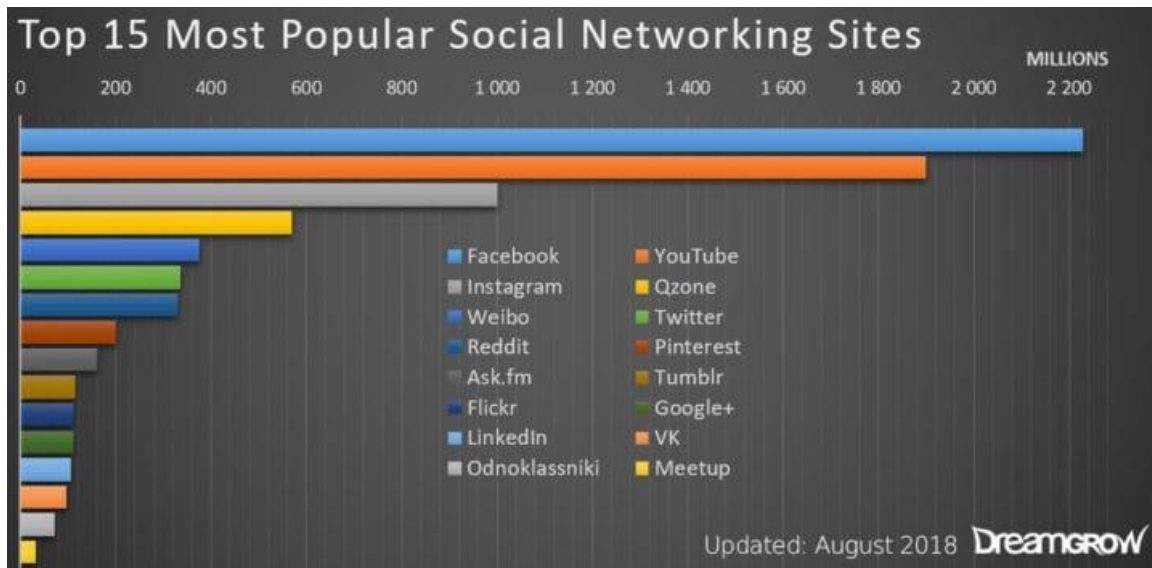 Top 15 Most Popular Social Networking Sites
MILLIONS
0 200 400 600 800 1 000 1 200 1 400 1 600 1 800 2 000 2 200
Facebook YouTube
Instagram Qzone
Weibo Twitter
Reddit Pinterest
Ask.fm Tumblr
Flickr Google+
LinkedIn VK
Odnoklassniki Meetup
Updated: August 2018 DreamGROW